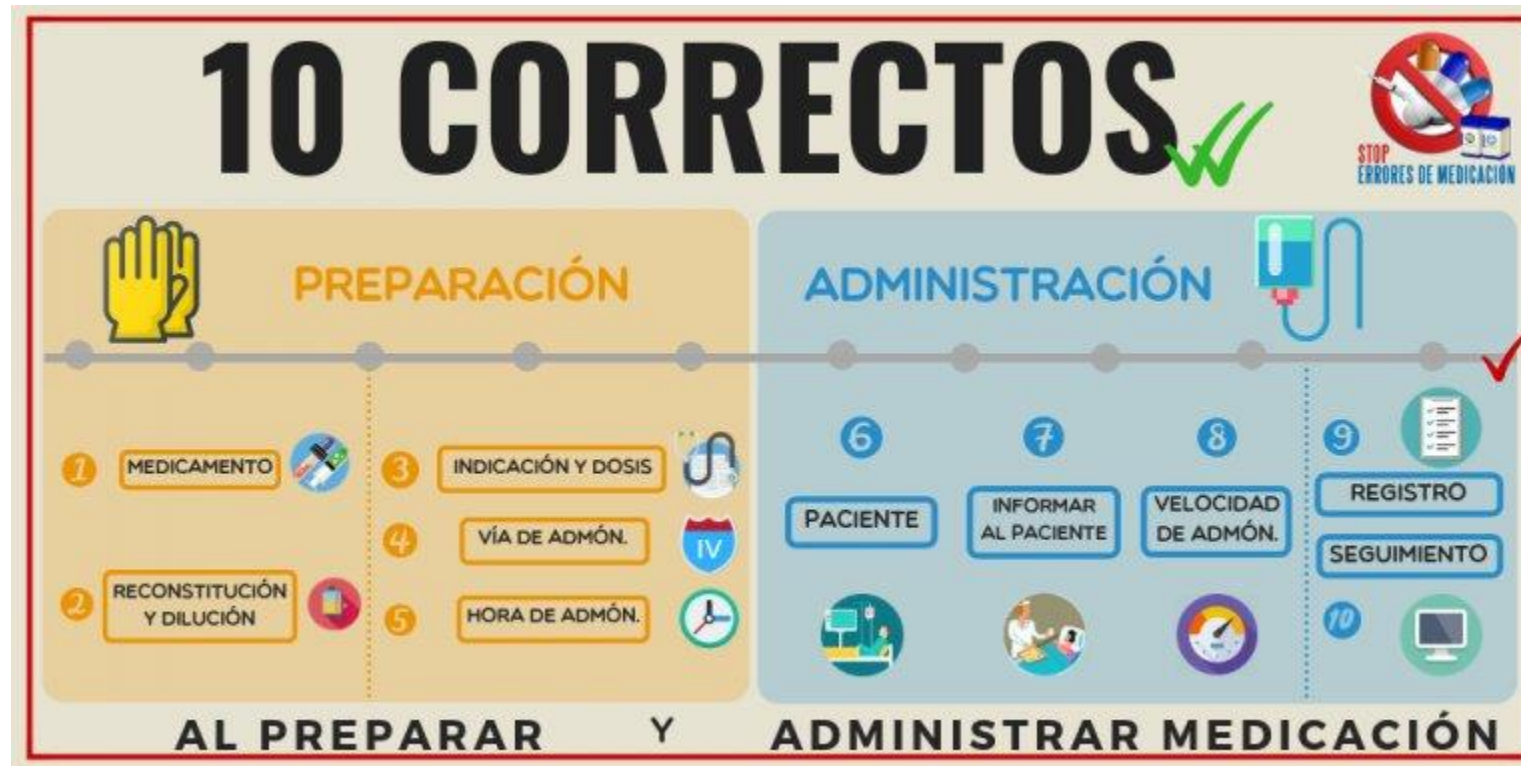 10 CORRECTOS
STOP
ERRORES DE MEDICACIÓN
PREPARACIÓN
1
MEDICAMENTO
2
RECONSTITUCIÓN
Y DILUCIÓN
3
INDICACIÓN Y DOSIS
4
VÍA DE ADMÓN.
IV
5
HORA DE ADMÓN.
ADMINISTRACIÓN
6
PACIENTE
7
INFORMAR
AL PACIENTE
8
VELOCIDAD
DE ADMÓN.
9
REGISTRO
SEGUIMIENTO
10
AL PREPARAR Y ADMINISTRAR MEDICACIÓN